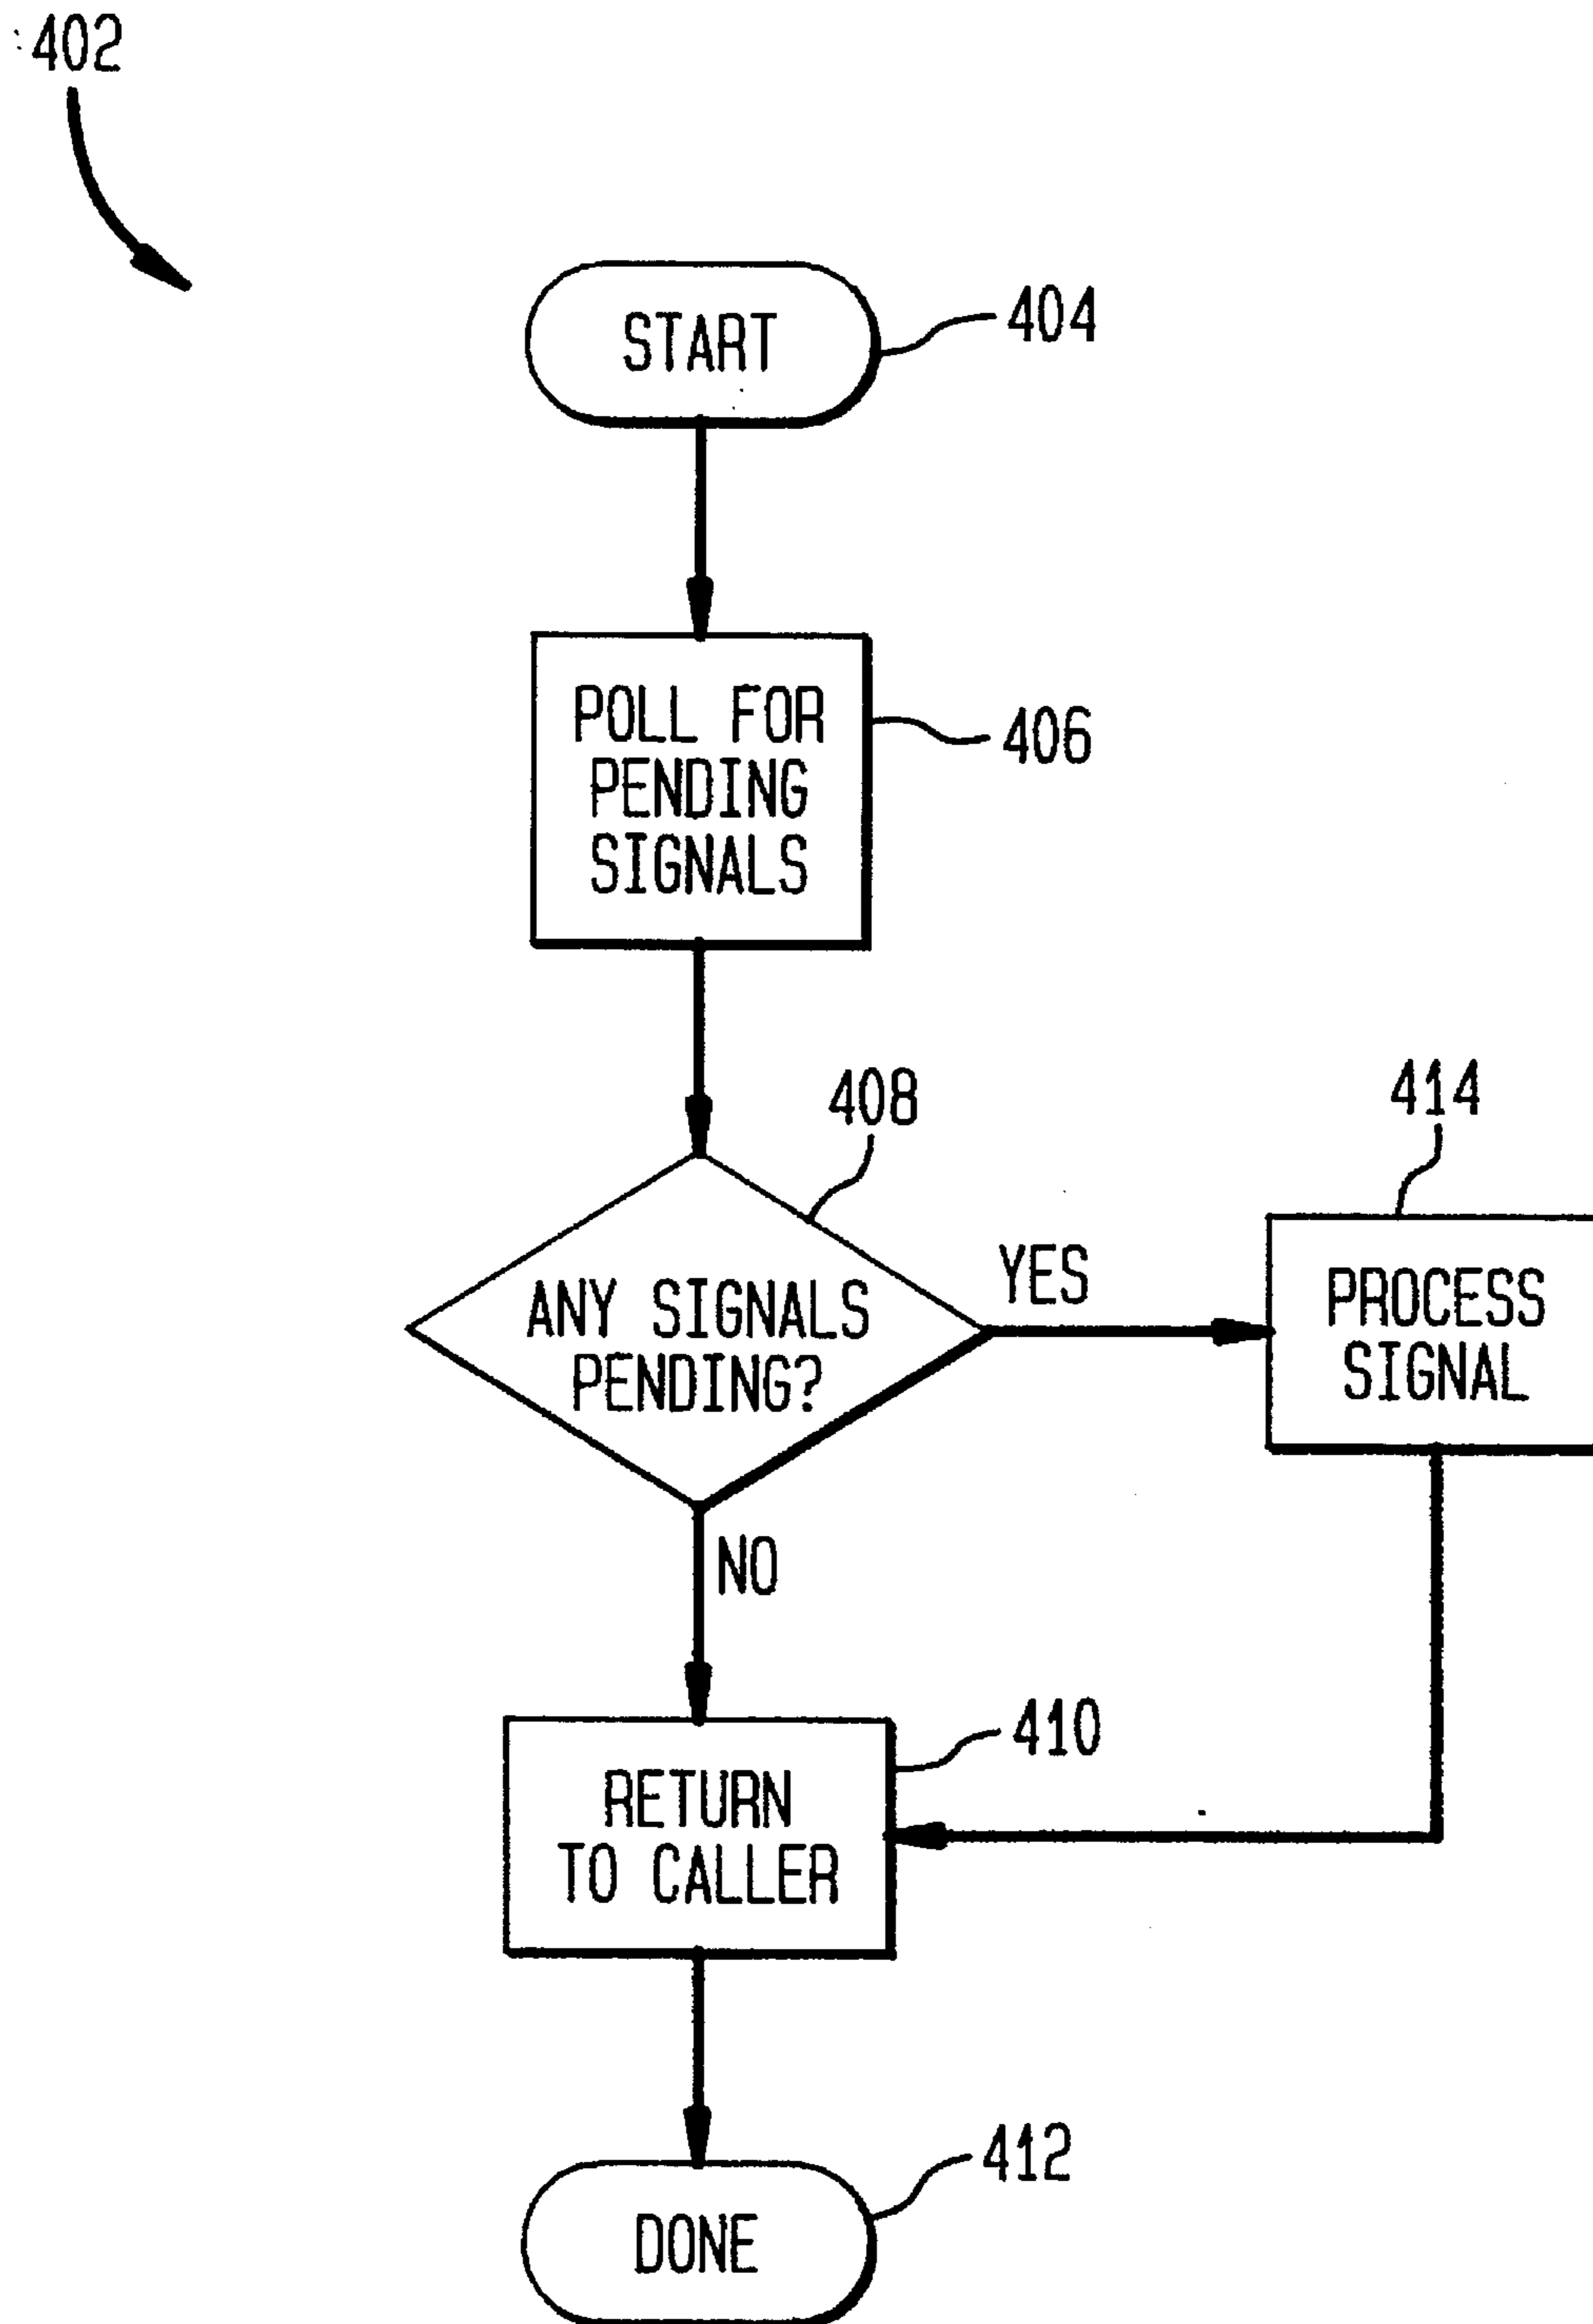 402
START
404
POLL FOR
PENDING
SIGNALS
406
408
414
ANY SIGNALS
PENDING?
YES
PROCESS
SIGNAL
NO
410
RETURN
TO CALLER
412
DONE